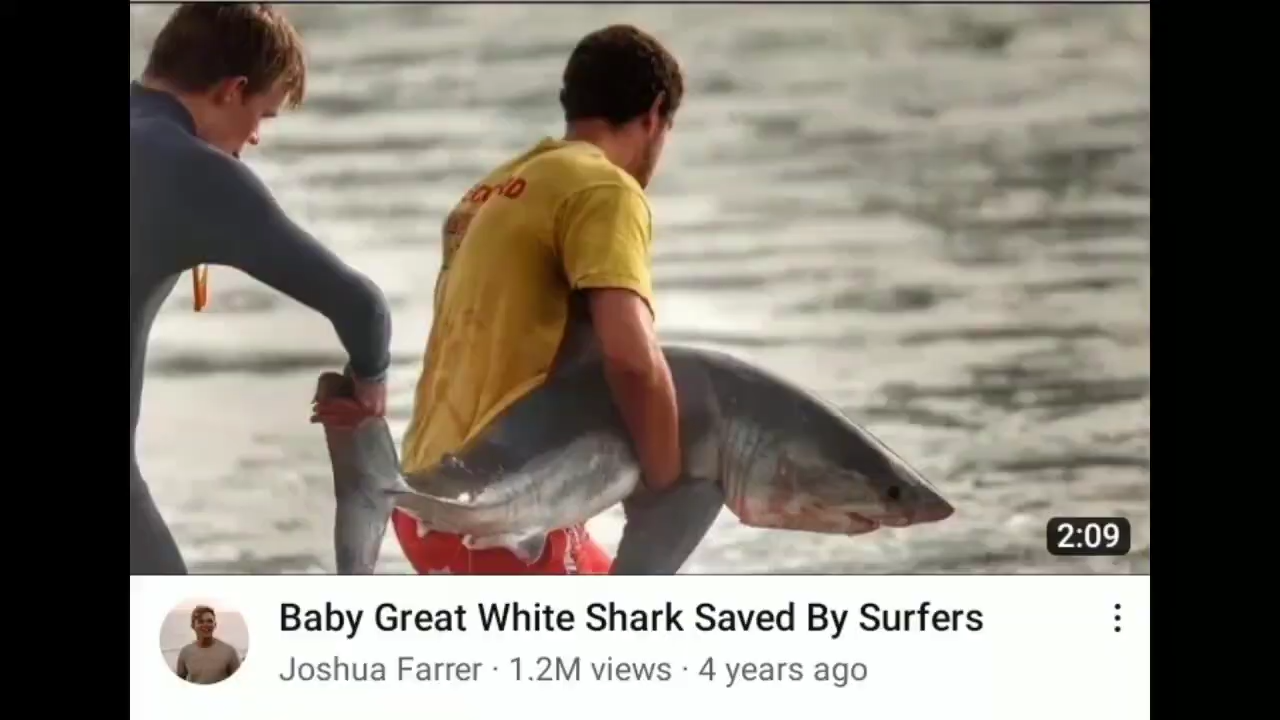 2:09
Baby Great White Shark Saved By Surfers
Joshua Farrer · 1.2M views · 4 years ago